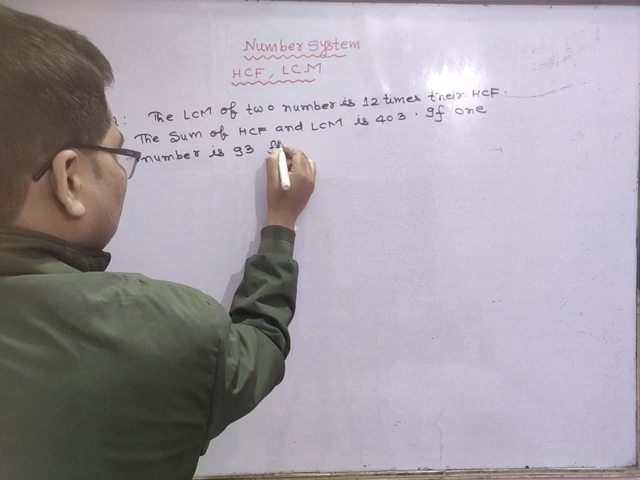 Number System
HCF, LCM
The LCM of two number is 12 times their HCF.
The Sum of HCF and LCM is 403. If one
number is 93